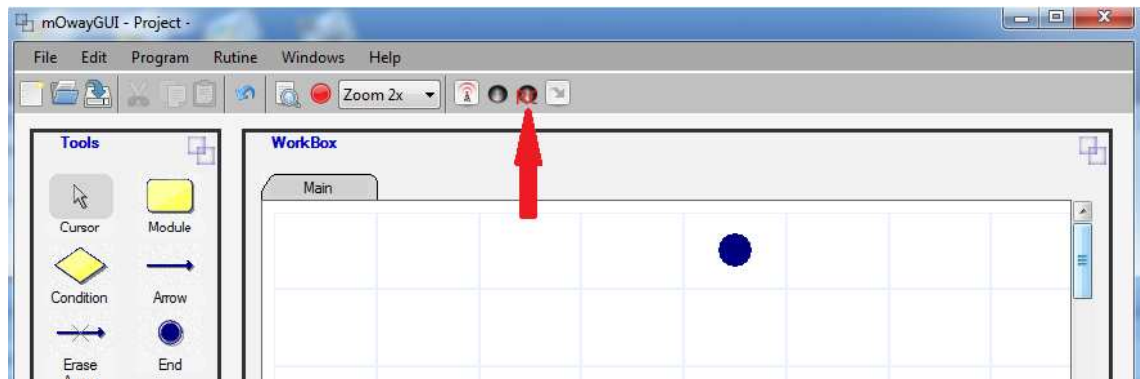 mOwayGUI - Project -
File Edit Program Rutine Windows Help
Zoom 2x
Tools
WorkBox
Main
Cursor Module
Condition Arrow
Erase End